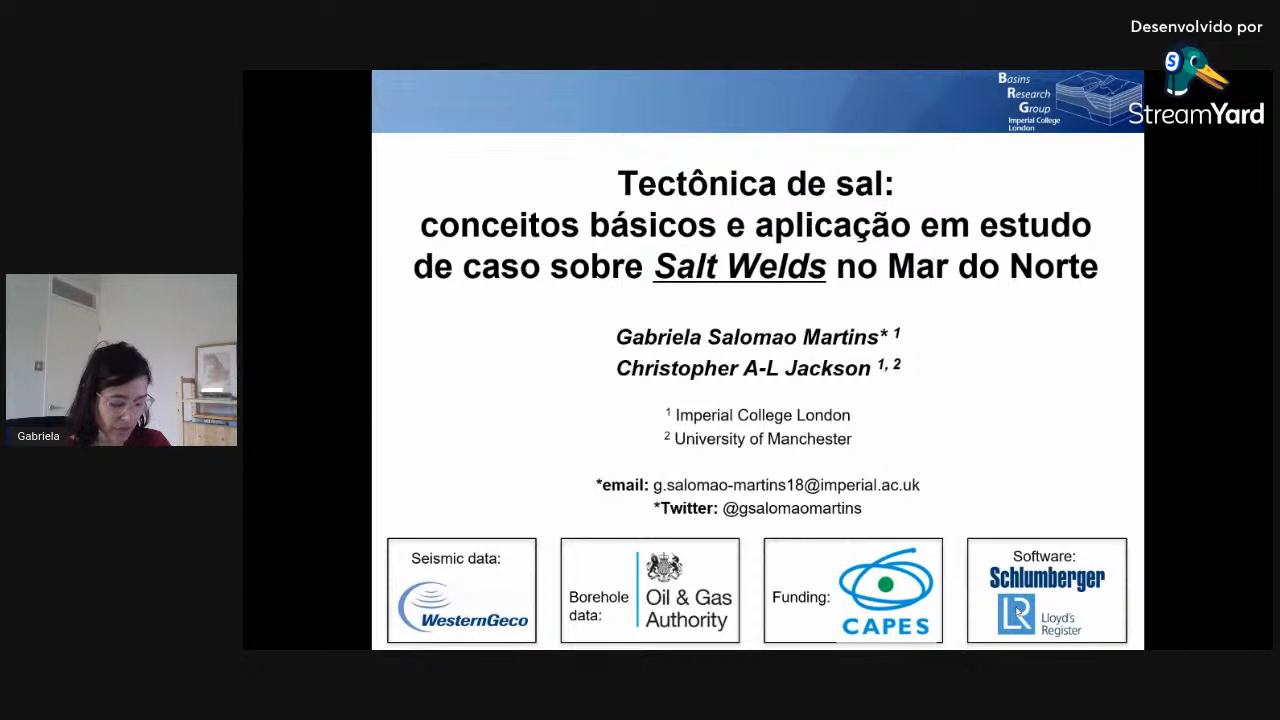 Desenvolvido por
StreamYard
Basins
Research
Group
Imperial College
London
Tectônica de sal:
conceitos básicos e aplicação em estudo
de caso sobre Salt Welds no Mar do Norte
Gabriela Salomao Martins* 1
Christopher A-L Jackson 1, 2
1 Imperial College London
2 University of Manchester
*email: g.salomao-martins18@imperial.ac.uk
*Twitter: @gsalomaomartins
Gabriela
Seismic data:
WesternGeco
Borehole
data:
Oil & Gas
Authority
Funding:
CAPES
Software:
Schlumberger
LR
Lloyd's
Register